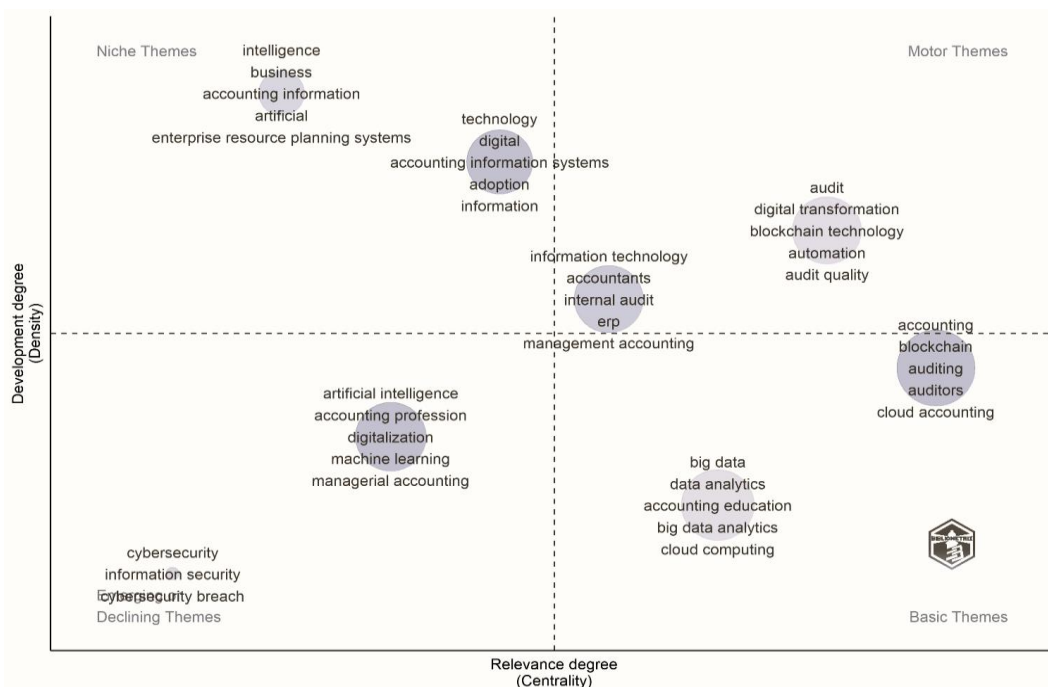 Niche Themes
Motor Themes
intelligence
business
accounting information
artificial
enterprise resource planning systems
technology
digital
accounting information systems
adoption
information
audit
digital transformation
blockchain technology
automation
audit quality
information technology
accountants
internal audit
erp
management accounting
accounting
blockchain
auditing
auditors
cloud accounting
artificial intelligence
accounting profession
digitalization
machine learning
managerial accounting
big data
data analytics
accounting education
big data analytics
cloud computing
cybersecurity
information security
cybersecurity breach
Emerging or
Declining Themes
BIBLIOMETRIX
Basic Themes
Development degree
(Density)
Relevance degree
(Centrality)